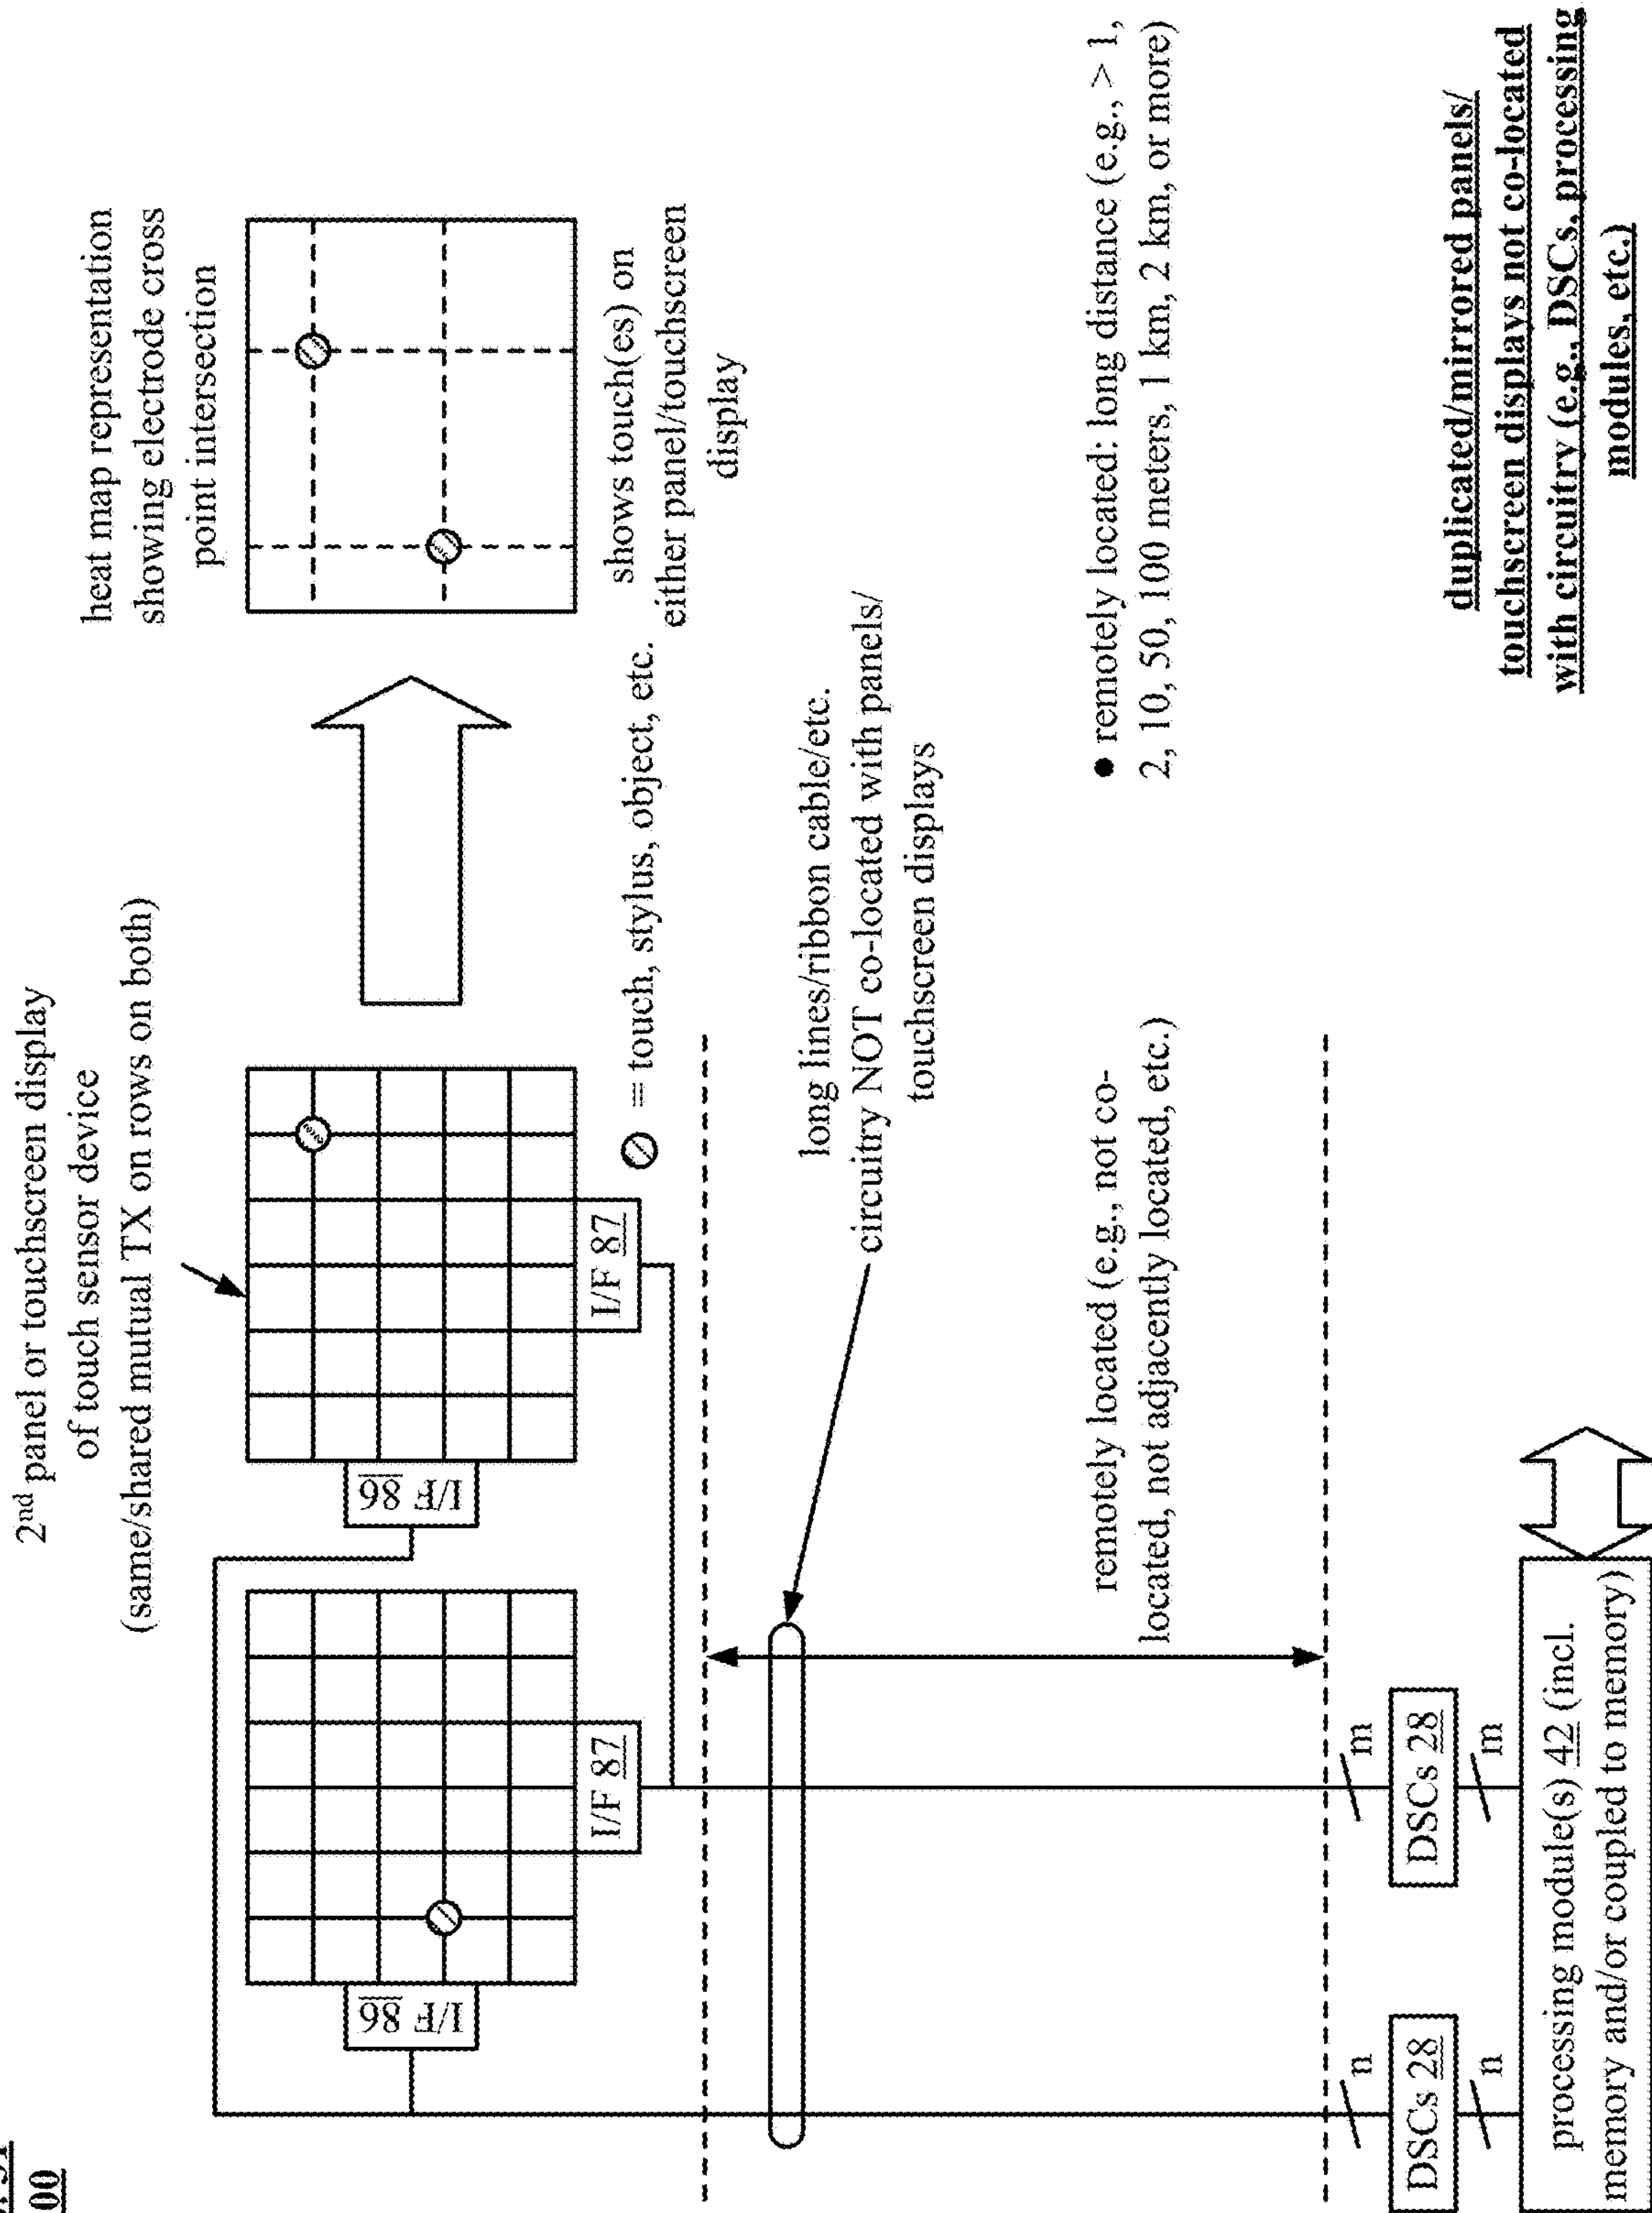 2nd panel or touchscreen display
of touch sensor device
(same/shared mutual TX on rows on both)
heat map representation
showing electrode cross
point intersection
I/F 86
I/F 87
I/F 86
I/F 87
= touch, stylus, object, etc.
shows touch(es) on
either panel/touchscreen
display
long lines/ribbon cable/etc.
circuitry NOT co-located with panels/
touchscreen displays
remotely located (e.g., not co-
located, not adjacently located, etc.)
● remotely located: long distance (e.g., > 1,
2, 10, 50, 100 meters, 1 km, 2 km, or more)
n
m
DSCs 28
DSCs 28
n
m
processing module(s) 42 (incl.
memory and/or coupled to memory)
duplicated/mirrored panels/
touchscreen displays not co-located
with circuitry (e.g., DSCs, processing
modules, etc.)